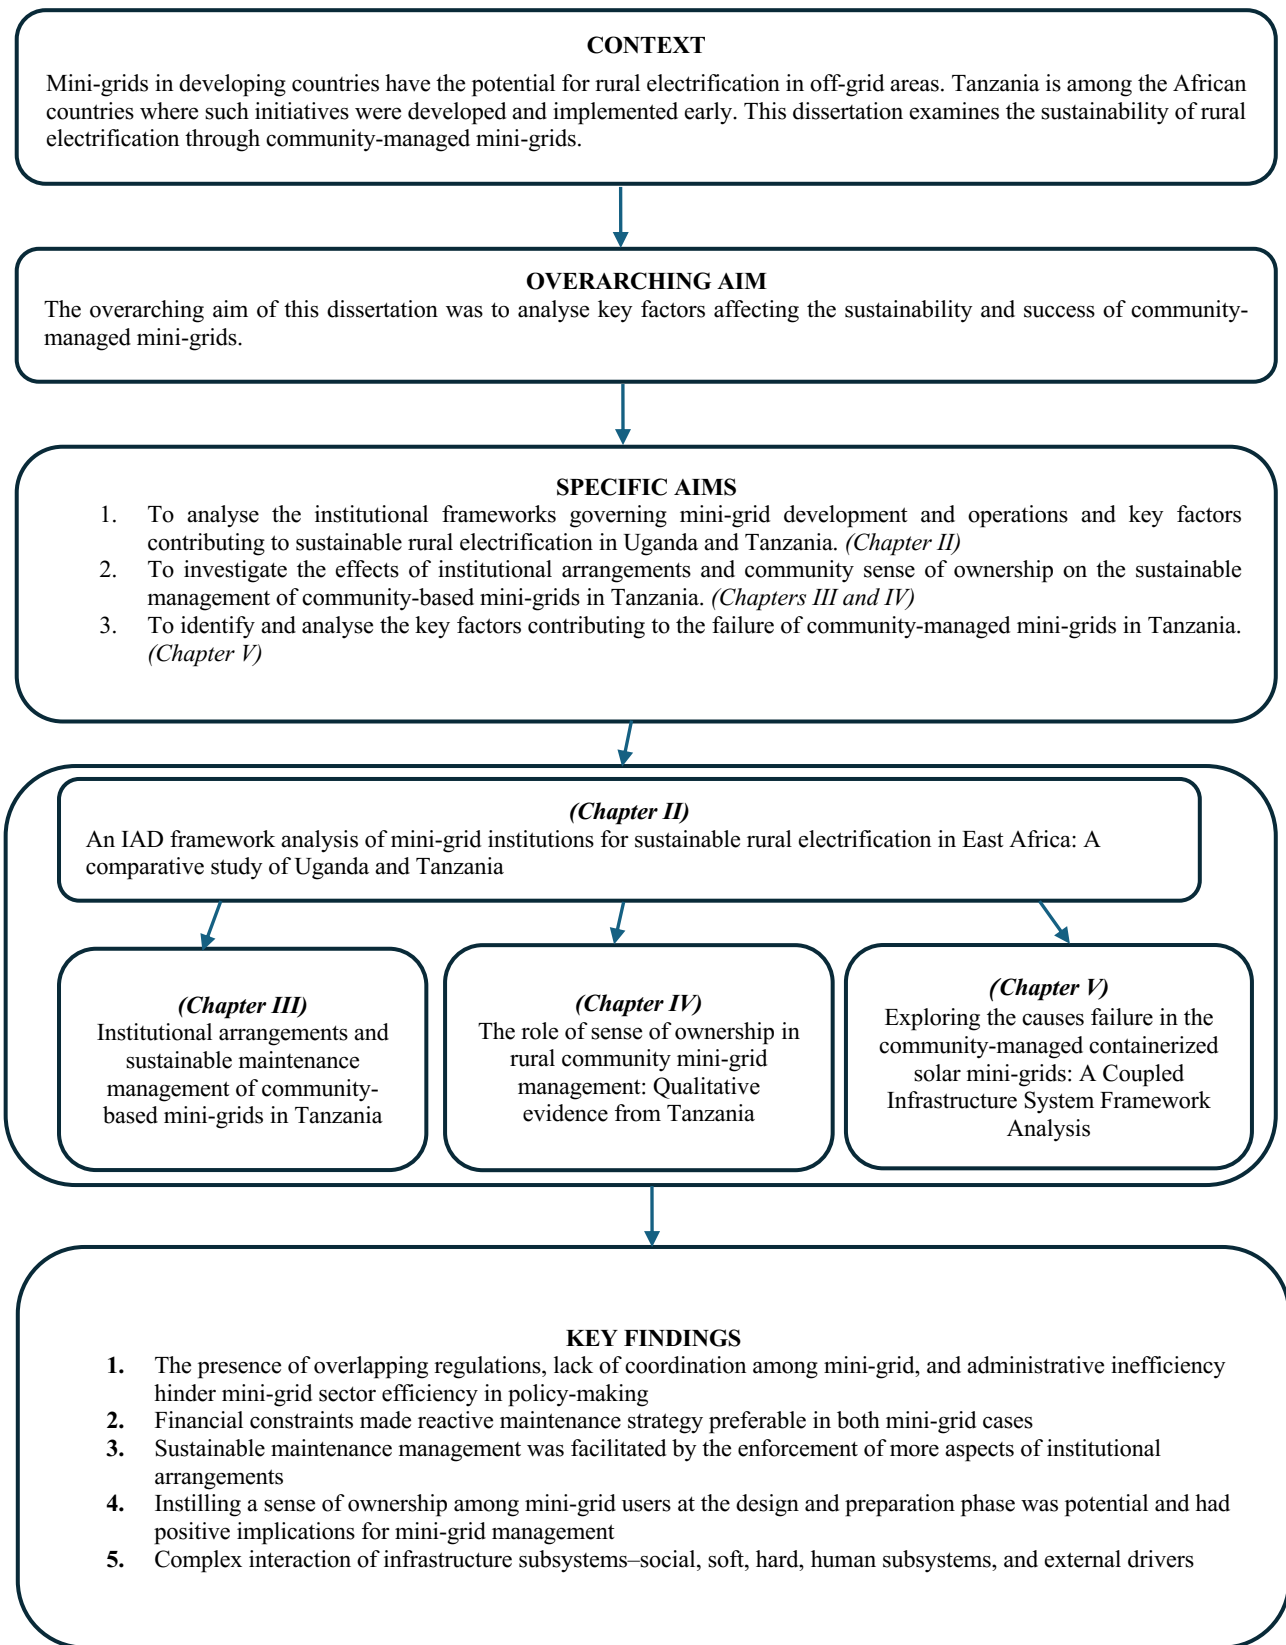 CONTEXT
Mini-grids in developing countries have the potential for rural electrification in off-grid areas. Tanzania is among the African
countries where such initiatives were developed and implemented early. This dissertation examines the sustainability of rural
electrification through community-managed mini-grids.
OVERARCHING AIM
The overarching aim of this dissertation was to analyse key factors affecting the sustainability and success of community-
managed mini-grids.
SPECIFIC AIMS
1. To analyse the institutional frameworks governing mini-grid development and operations and key factors
contributing to sustainable rural electrification in Uganda and Tanzania. (Chapter II)
2. To investigate the effects of institutional arrangements and community sense of ownership on the sustainable
management of community-based mini-grids in Tanzania. (Chapters III and IV)
3. To identify and analyse the key factors contributing to the failure of community-managed mini-grids in Tanzania.
(Chapter V)
(Chapter II)
An IAD framework analysis of mini-grid institutions for sustainable rural electrification in East Africa: A
comparative study of Uganda and Tanzania
(Chapter III)
Institutional arrangements and
sustainable maintenance
management of community-
based mini-grids in Tanzania
(Chapter IV)
The role of sense of ownership in
rural community mini-grid
management: Qualitative
evidence from Tanzania
(Chapter V)
Exploring the causes failure in the
community-managed containerized
solar mini-grids: A Coupled
Infrastructure System Framework
Analysis
KEY FINDINGS
1. The presence of overlapping regulations, lack of coordination among mini-grid, and administrative inefficiency
hinder mini-grid sector efficiency in policy-making
2. Financial constraints made reactive maintenance strategy preferable in both mini-grid cases
3. Sustainable maintenance management was facilitated by the enforcement of more aspects of institutional
arrangements
4. Instilling a sense of ownership among mini-grid users at the design and preparation phase was potential and had
positive implications for mini-grid management
5. Complex interaction of infrastructure subsystems–social, soft, hard, human subsystems, and external drivers